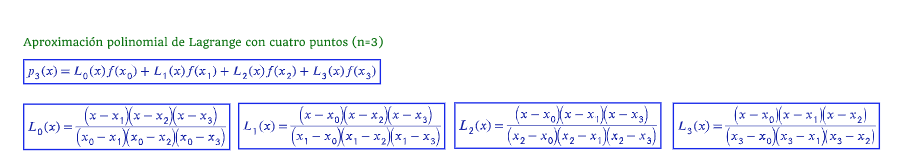 Aproximación polinomial de Lagrange con cuatro puntos (n=3)
p₃(x) = L₀(x)f(x₀) + L₁(x)f(x₁) + L₂(x)f(x₂) + L₃(x)f(x₃)
L₀(x) = (x − x₁)(x − x₂)(x − x₃) / (x₀ − x₁)(x₀ − x₂)(x₀ − x₃)
L₁(x) = (x − x₀)(x − x₂)(x − x₃) / (x₁ − x₀)(x₁ − x₂)(x₁ − x₃)
L₂(x) = (x − x₀)(x − x₁)(x − x₃) / (x₂ − x₀)(x₂ − x₁)(x₂ − x₃)
L₃(x) = (x − x₀)(x − x₁)(x − x₂) / (x₃ − x₀)(x₃ − x₁)(x₃ − x₂)